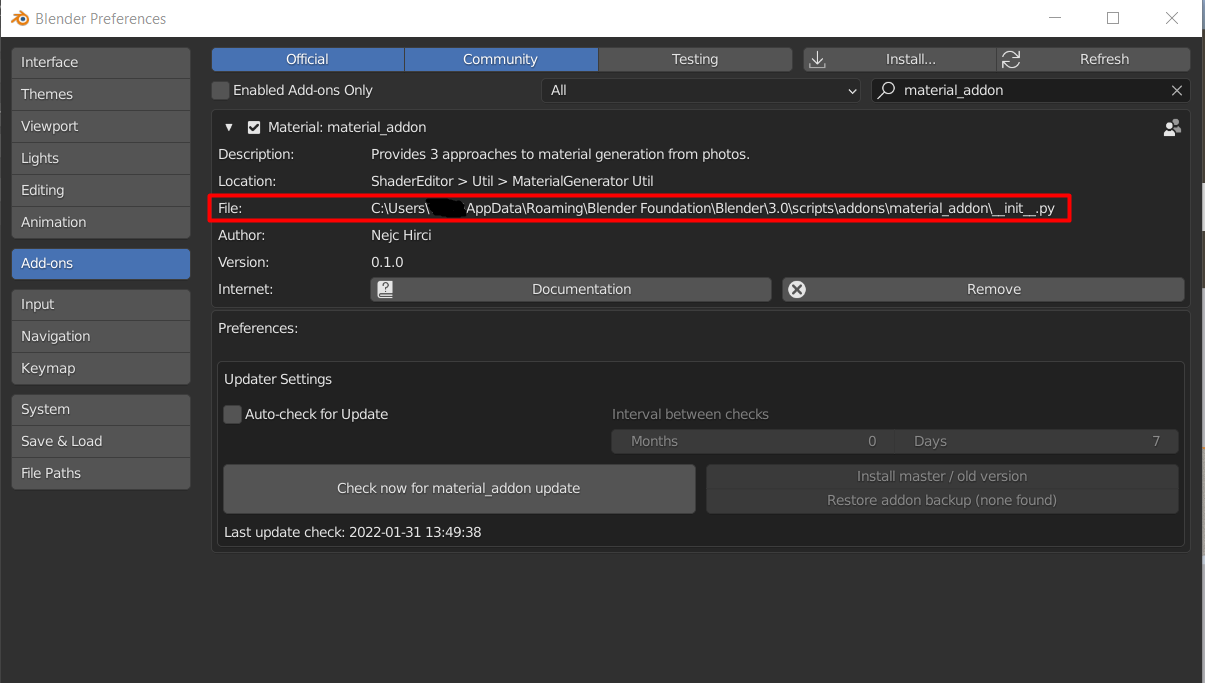 Blender Preferences
Interface
Themes
Viewport
Lights
Editing
Animation
Add-ons
Input
Navigation
Keymap
System
Save & Load
File Paths
Official Community Testing Install... Refresh
Enabled Add-ons Only All material_addon
Material: material_addon
Description: Provides 3 approaches to material generation from photos.
Location: ShaderEditor > Util > MaterialGenerator Util
File: C:\Users\ AppData\Roaming\Blender Foundation\Blender\3.0\scripts\addons\material_addon\__init__.py
Author: Nejc Hirci
Version: 0.1.0
Internet: Documentation Remove
Preferences:
Updater Settings
Auto-check for Update Interval between checks
Months 0 Days 7
Check now for material_addon update Install master / old version
Restore addon backup (none found)
Last update check: 2022-01-31 13:49:38